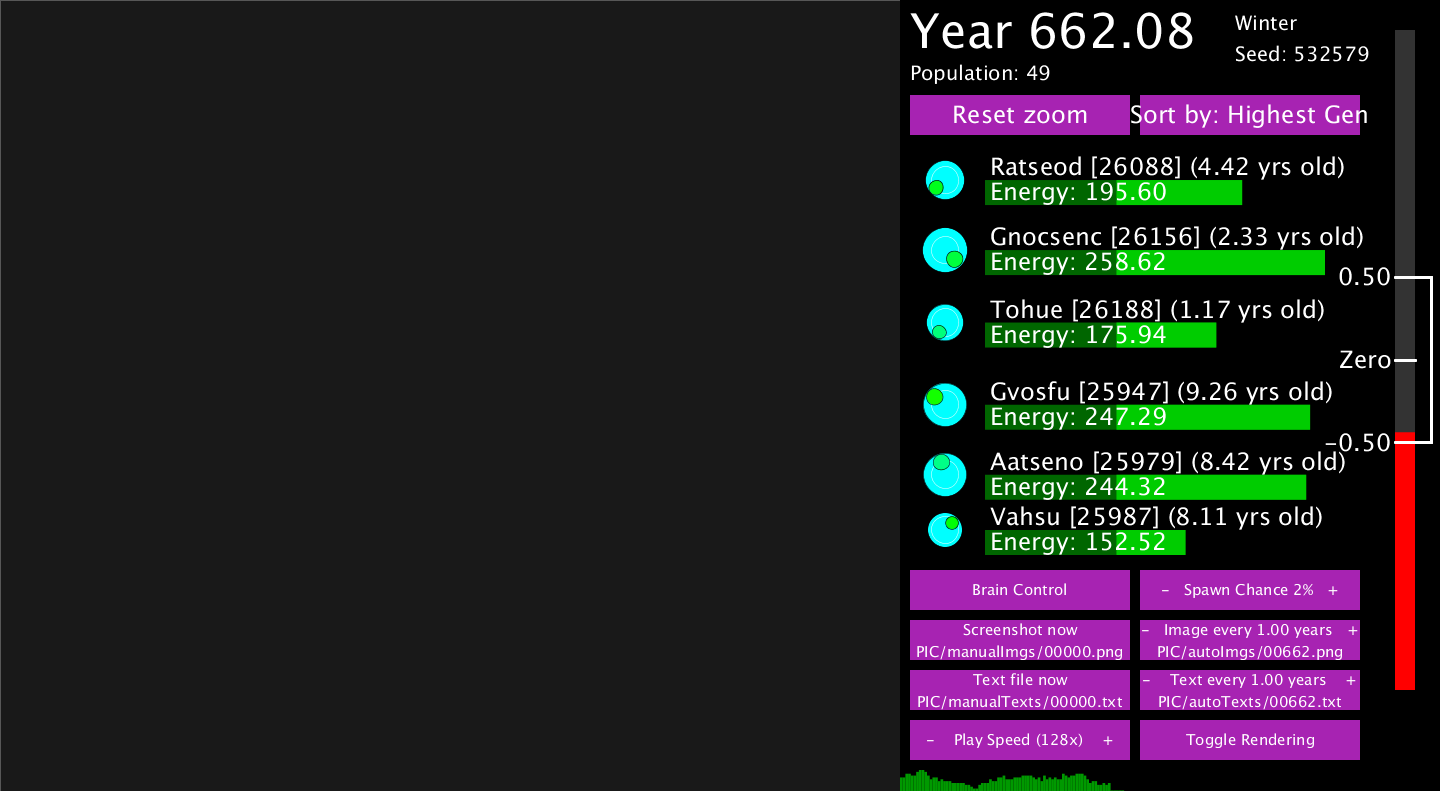 Year 662.08
Winter
Seed: 532579
Population: 49
Reset zoom
Sort by: Highest Gen
Ratseod [26088] (4.42 yrs old)
Energy: 195.60
Gnocsenc [26156] (2.33 yrs old)
Energy: 258.62
0.50
Tohue [26188] (1.17 yrs old)
Energy: 175.94
Zero
Gvosfu [25947] (9.26 yrs old)
Energy: 247.29
-0.50
Aatseno [25979] (8.42 yrs old)
Energy: 244.32
Vahsu [25987] (8.11 yrs old)
Energy: 152.52
Brain Control
- Spawn Chance 2% +
Screenshot now
PIC/manualImgs/00000.png
- Image every 1.00 years +
PIC/autoImgs/00662.png
Text file now
PIC/manualTexts/00000.txt
- Text every 1.00 years +
PIC/autoTexts/00662.txt
- Play Speed (128x) +
Toggle Rendering